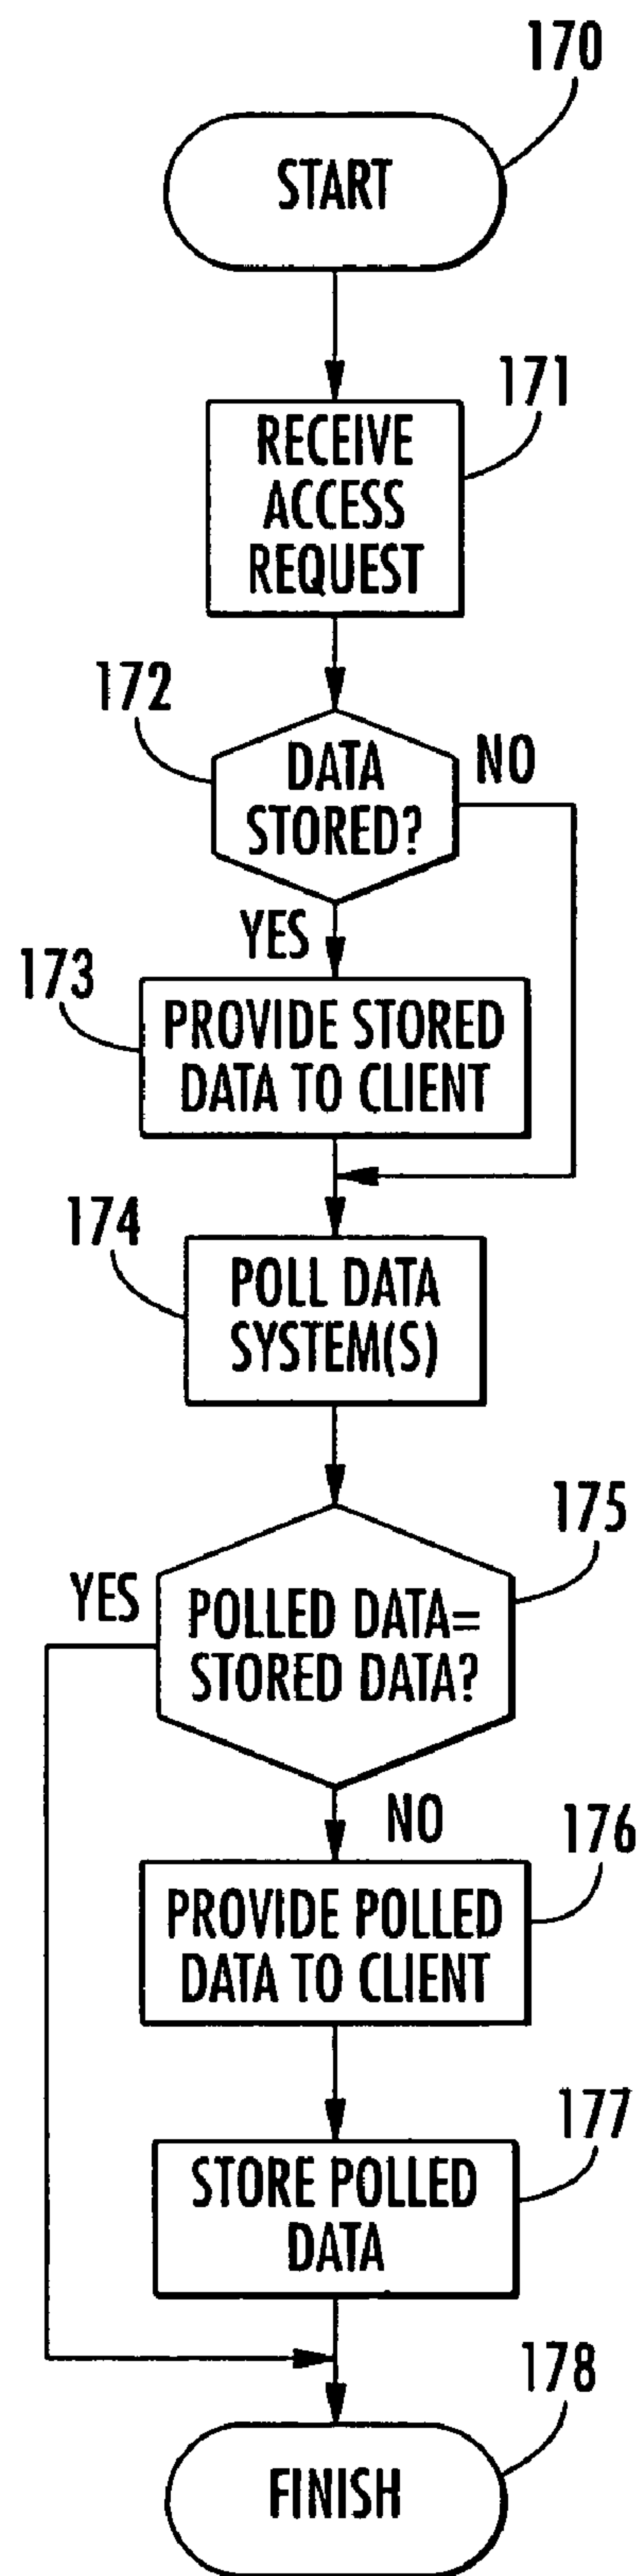 170
START
171
RECEIVE
ACCESS
REQUEST
172
DATA
STORED?
NO
YES
173
PROVIDE STORED
DATA TO CLIENT
174
POLL DATA
SYSTEM(S)
175
YES
POLLED DATA=
STORED DATA?
NO
176
PROVIDE POLLED
DATA TO CLIENT
177
STORE POLLED
DATA
178
FINISH